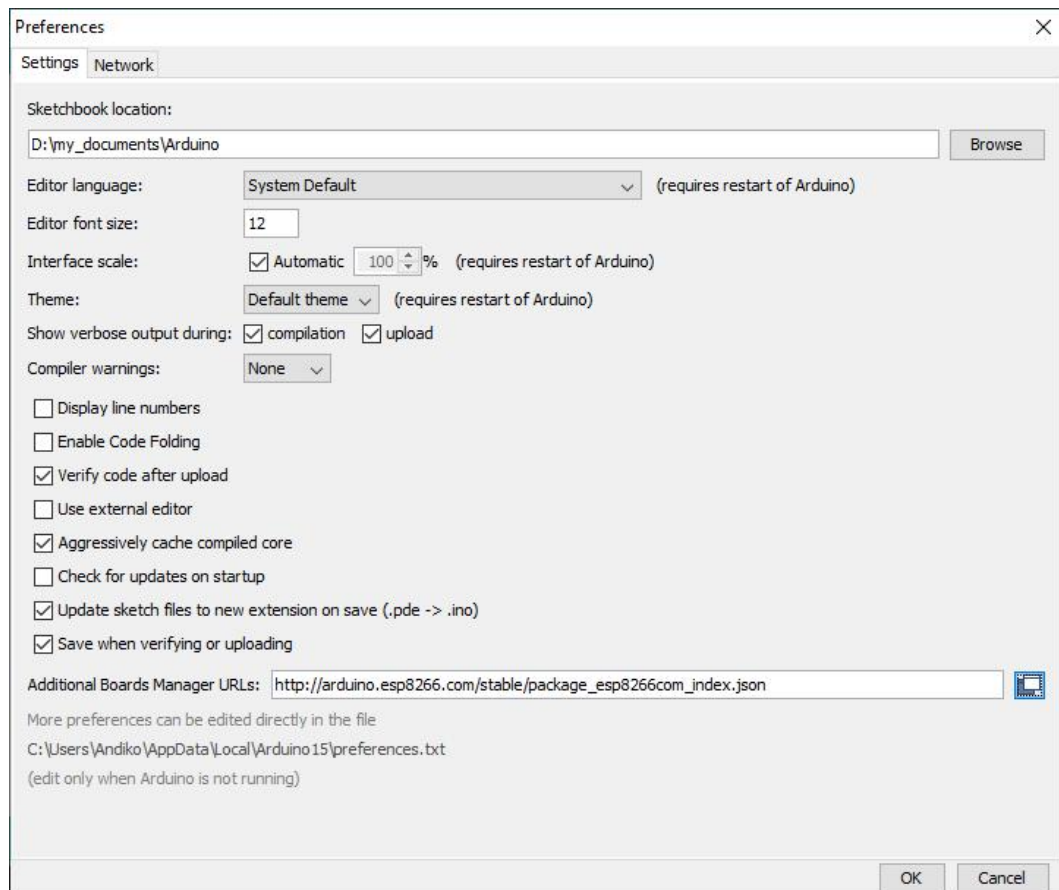 Preferences
Settings Network
Sketchbook location:
D:\my_documents\Arduino Browse
Editor language: System Default (requires restart of Arduino)
Editor font size: 12
Interface scale: Automatic 100 % (requires restart of Arduino)
Theme: Default theme (requires restart of Arduino)
Show verbose output during: compilation upload
Compiler warnings: None
Display line numbers
Enable Code Folding
Verify code after upload
Use external editor
Aggressively cache compiled core
Check for updates on startup
Update sketch files to new extension on save (.pde -> .ino)
Save when verifying or uploading
Additional Boards Manager URLs: http://arduino.esp8266.com/stable/package_esp8266com_index.json
More preferences can be edited directly in the file
C:\Users\Andiko\AppData\Local\Arduino15\preferences.txt
(edit only when Arduino is not running)
OK Cancel